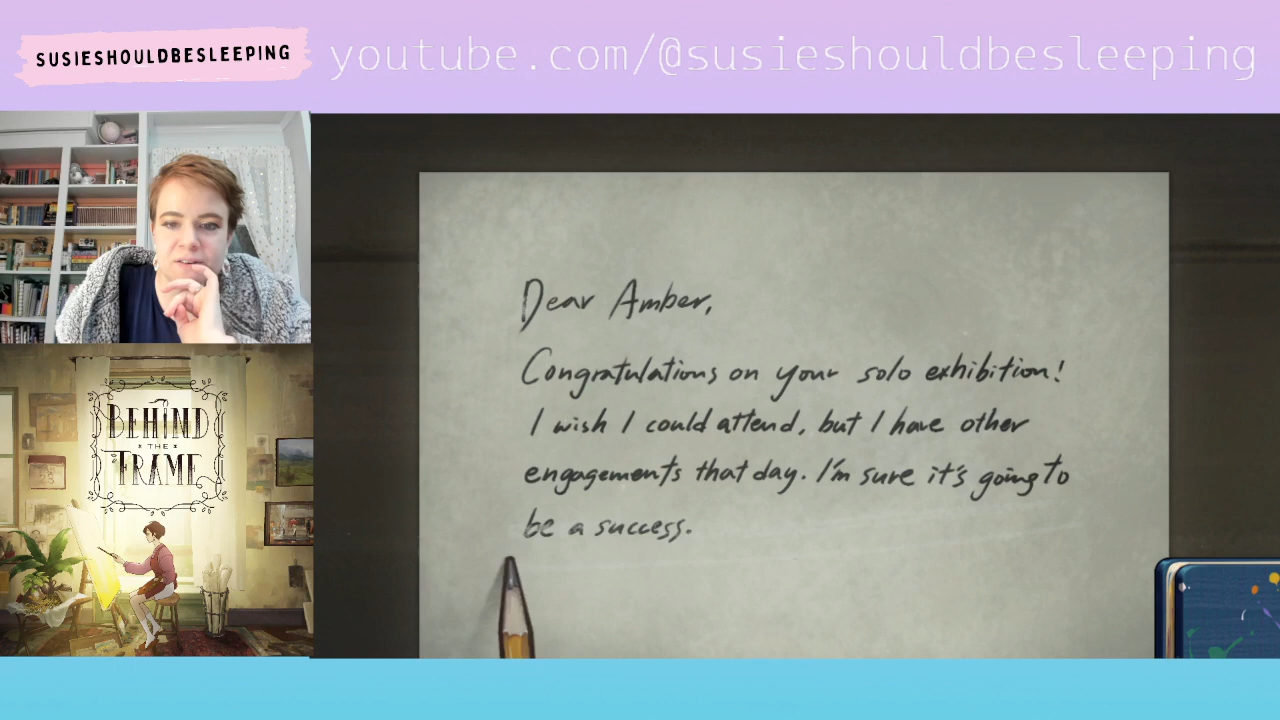 SUSIESHOULDBESLEEPING
youtube.com/@susieshouldbesleeping
BEHIND
THE
FRAME
Dear Amber,
Congratulations on your solo exhibition!
I wish I could attend, but I have other
engagements that day. I'm sure it's going to
be a success.